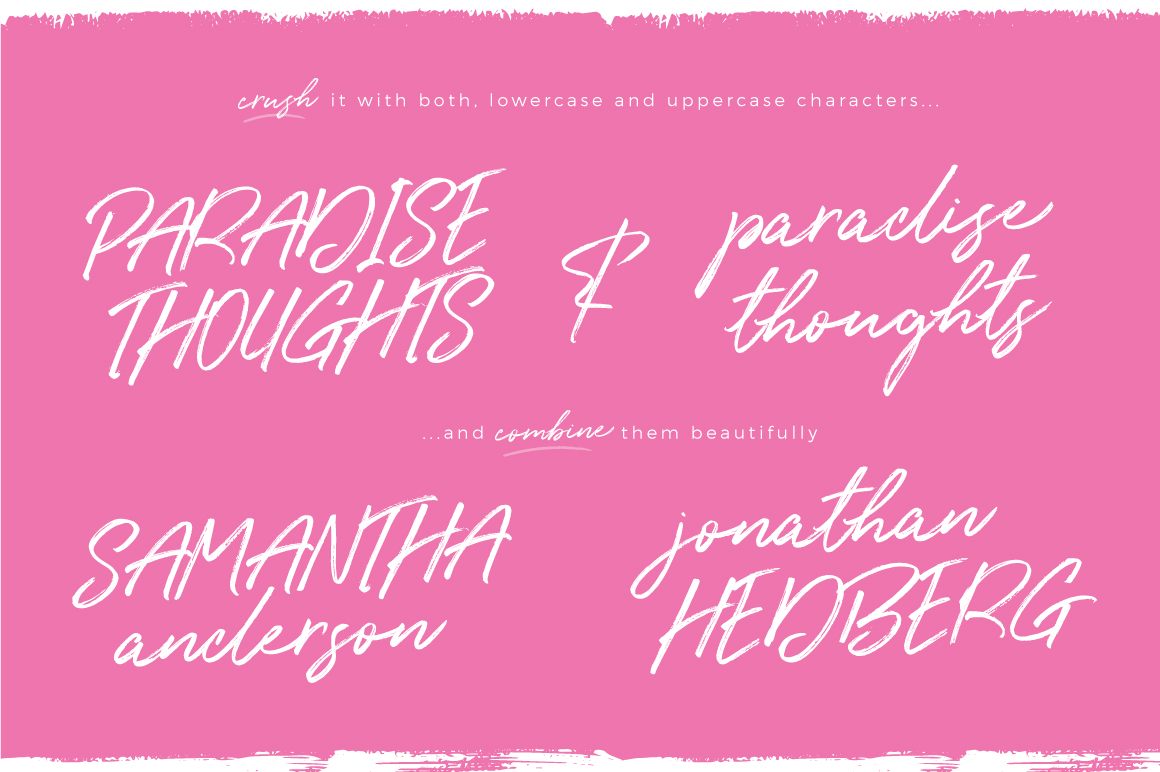 crush it with both, lowercase and uppercase characters...
PARADISE
THOUGHTS
&
paradise
thoughts
...and combine them beautifully
SAMANTHA
anderson
jonathan
HEDBERG